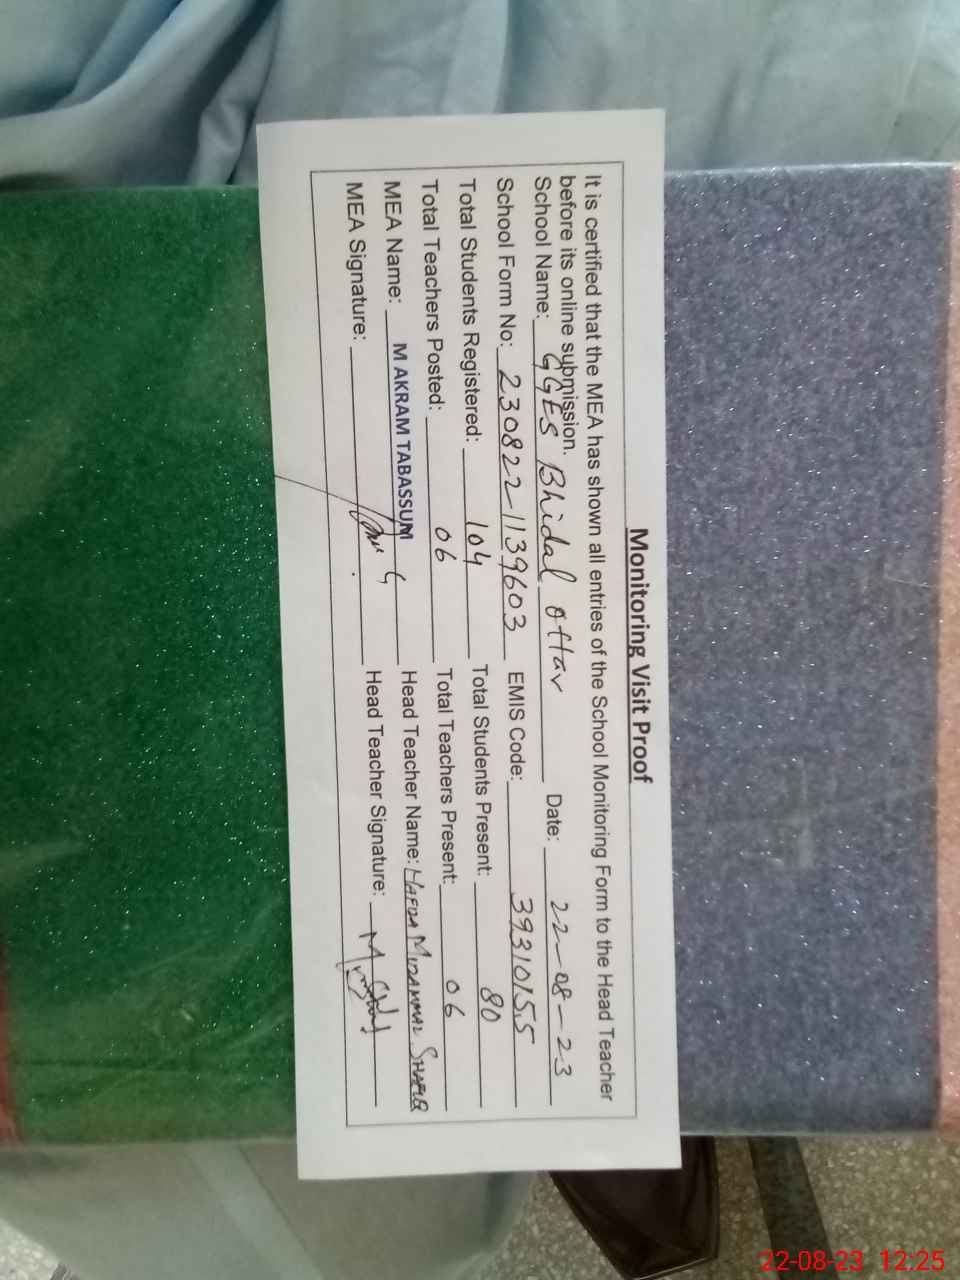 Monitoring Visit Proof
It is certified that the MEA has shown all entries of the School Monitoring Form to the Head Teacher
before its online submission.
School Name: GGES Bhidal Ottar Date: 22-08-23
School Form No: 230822-1139603 EMIS Code: 39310155
Total Students Registered: 104 Total Students Present: 80
Total Teachers Posted: 06 Total Teachers Present: 06
MEA Name: M AKRAM TABASSUM Head Teacher Name: Shafiq
MEA Signature: Head Teacher Signature:
22-08-23 12:25